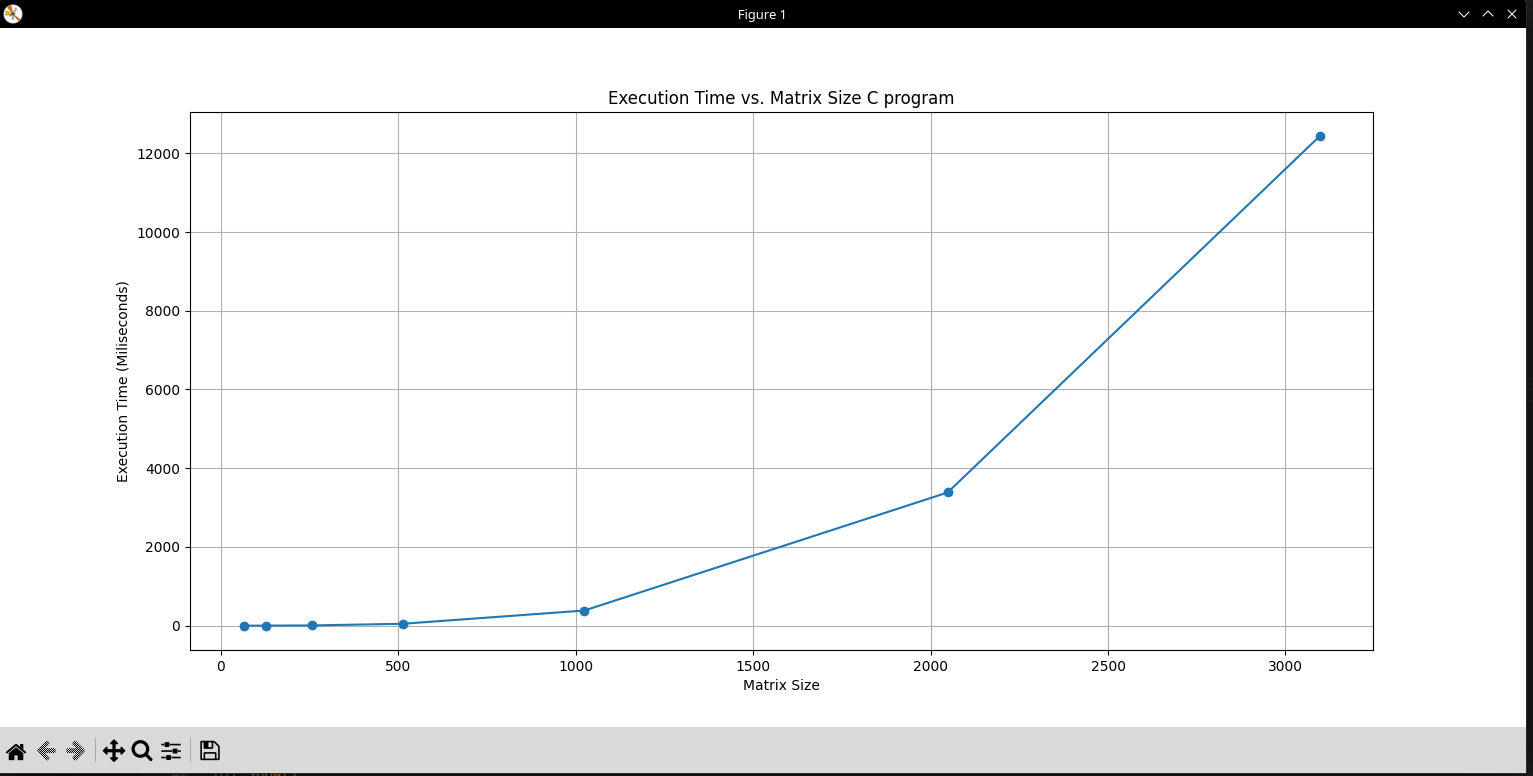 Figure 1
Execution Time vs. Matrix Size C program
12000
10000
8000
6000
4000
2000
0
Execution Time (Miliseconds)
0 500 1000 1500 2000 2500 3000
Matrix Size